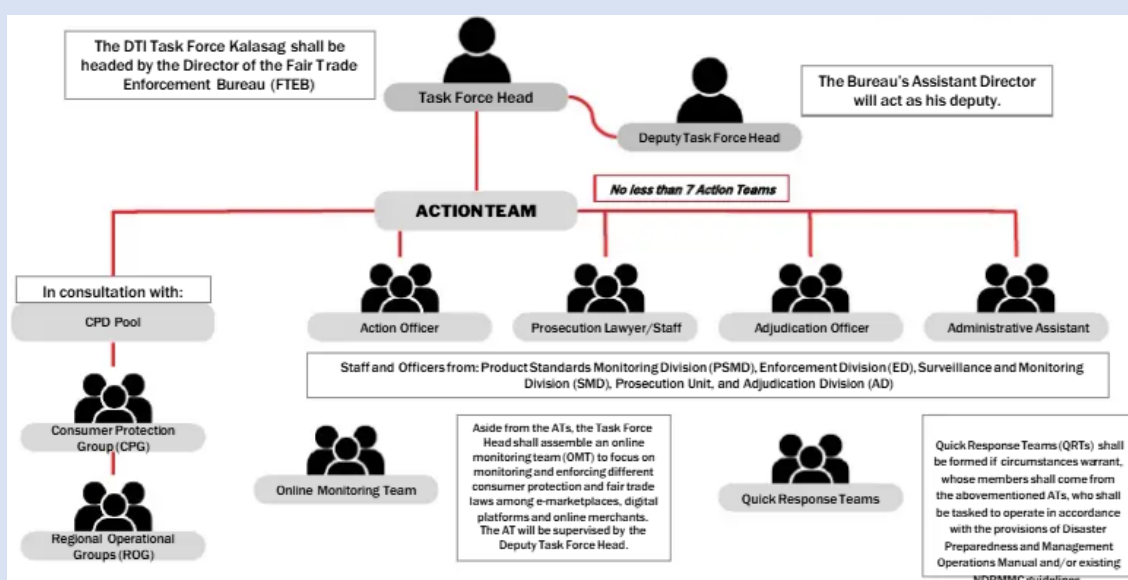 The DTI Task Force Kalasag shall be
headed by the Director of the Fair Trade
Enforcement Bureau (FTEB)
Task Force Head
The Bureau's Assistant Director
will act as his deputy.
Deputy Task Force Head
No less than 7 Action Teams
ACTION TEAM
In consultation with:
CPD Pool
Action Officer
Prosecution Lawyer/Staff
Adjudication Officer
Administrative Assistant
Staff and Officers from: Product Standards Monitoring Division (PSMD), Enforcement Division (ED), Surveillance and Monitoring
Division (SMD), Prosecution Unit, and Adjudication Division (AD)
Consumer Protection
Group (CPG)
Regional Operational
Groups (ROG)
Online Monitoring Team
Aside from the ATs, the Task Force
Head shall assemble an online
monitoring team (OMT) to focus on
monitoring and enforcing different
consumer protection and fair trade
laws among e-marketplaces, digital
platforms and online merchants.
The AT will be supervised by the
Deputy Task Force Head.
Quick Response Teams
Quick Response Teams (QRTs) shall
be formed if circumstances warrant,
whose members shall come from
the abovementioned ATs, who shall
be tasked to operate in accordance
with the provisions of Disaster
Preparedness and Management
Operations Manual and/or existing
guidelines